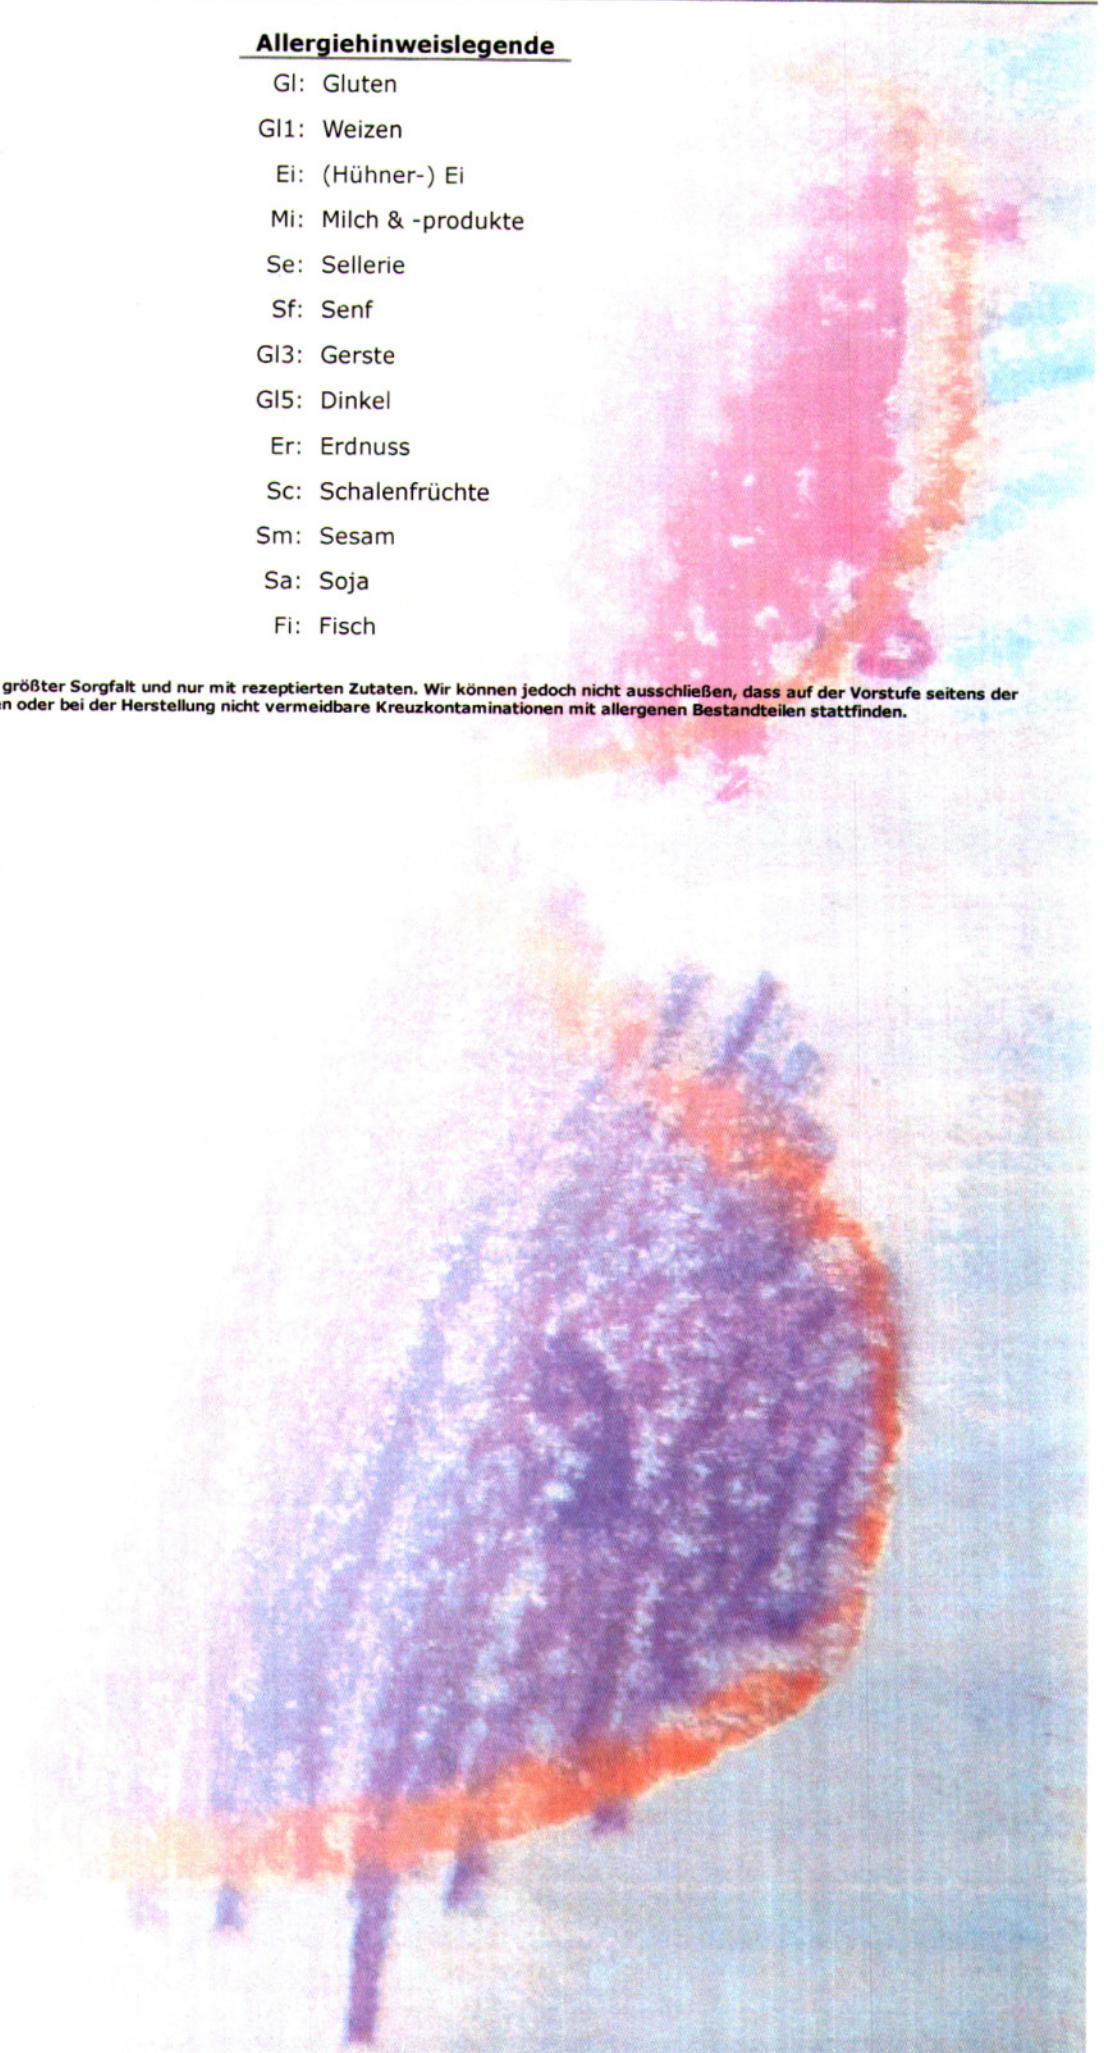 Allergiehinweislegende
Gl: Gluten
Gl1: Weizen
Ei: (Hühner-) Ei
Mi: Milch & -produkte
Se: Sellerie
Sf: Senf
Gl3: Gerste
Gl5: Dinkel
Er: Erdnuss
Sc: Schalenfrüchte
Sm: Sesam
Sa: Soja
Fi: Fisch
größter Sorgfalt und nur mit rezeptierten Zutaten. Wir können jedoch nicht ausschließen, dass auf der Vorstufe seitens der
oder bei der Herstellung nicht vermeidbare Kreuzkontaminationen mit allergenen Bestandteilen stattfinden.